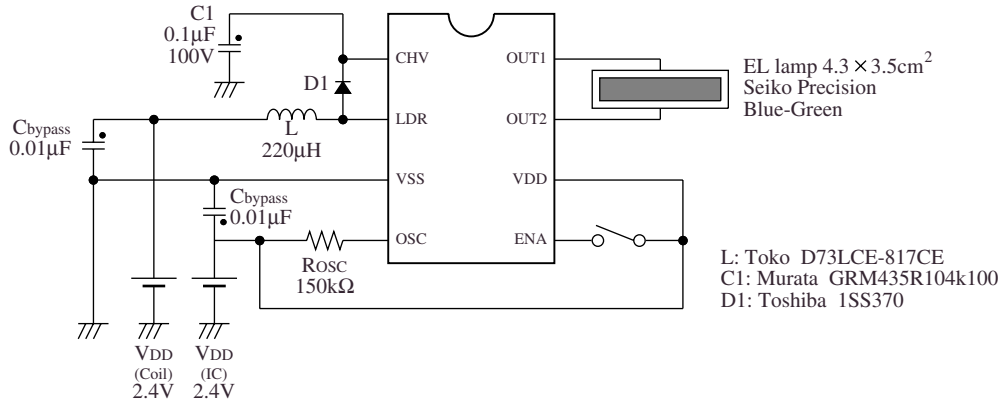 C1
0.1μF
100V
CHV
OUT1
D1
EL lamp 4.3×3.5cm²
Seiko Precision
Blue-Green
LDR
OUT2
L
220μH
Cbypass
0.01μF
VSS
VDD
Cbypass
0.01μF
OSC
ENA
ROSC
150kΩ
L: Toko D73LCE-817CE
C1: Murata GRM435R104k100
D1: Toshiba 1SS370
VDD
(Coil)
2.4V
VDD
(IC)
2.4V